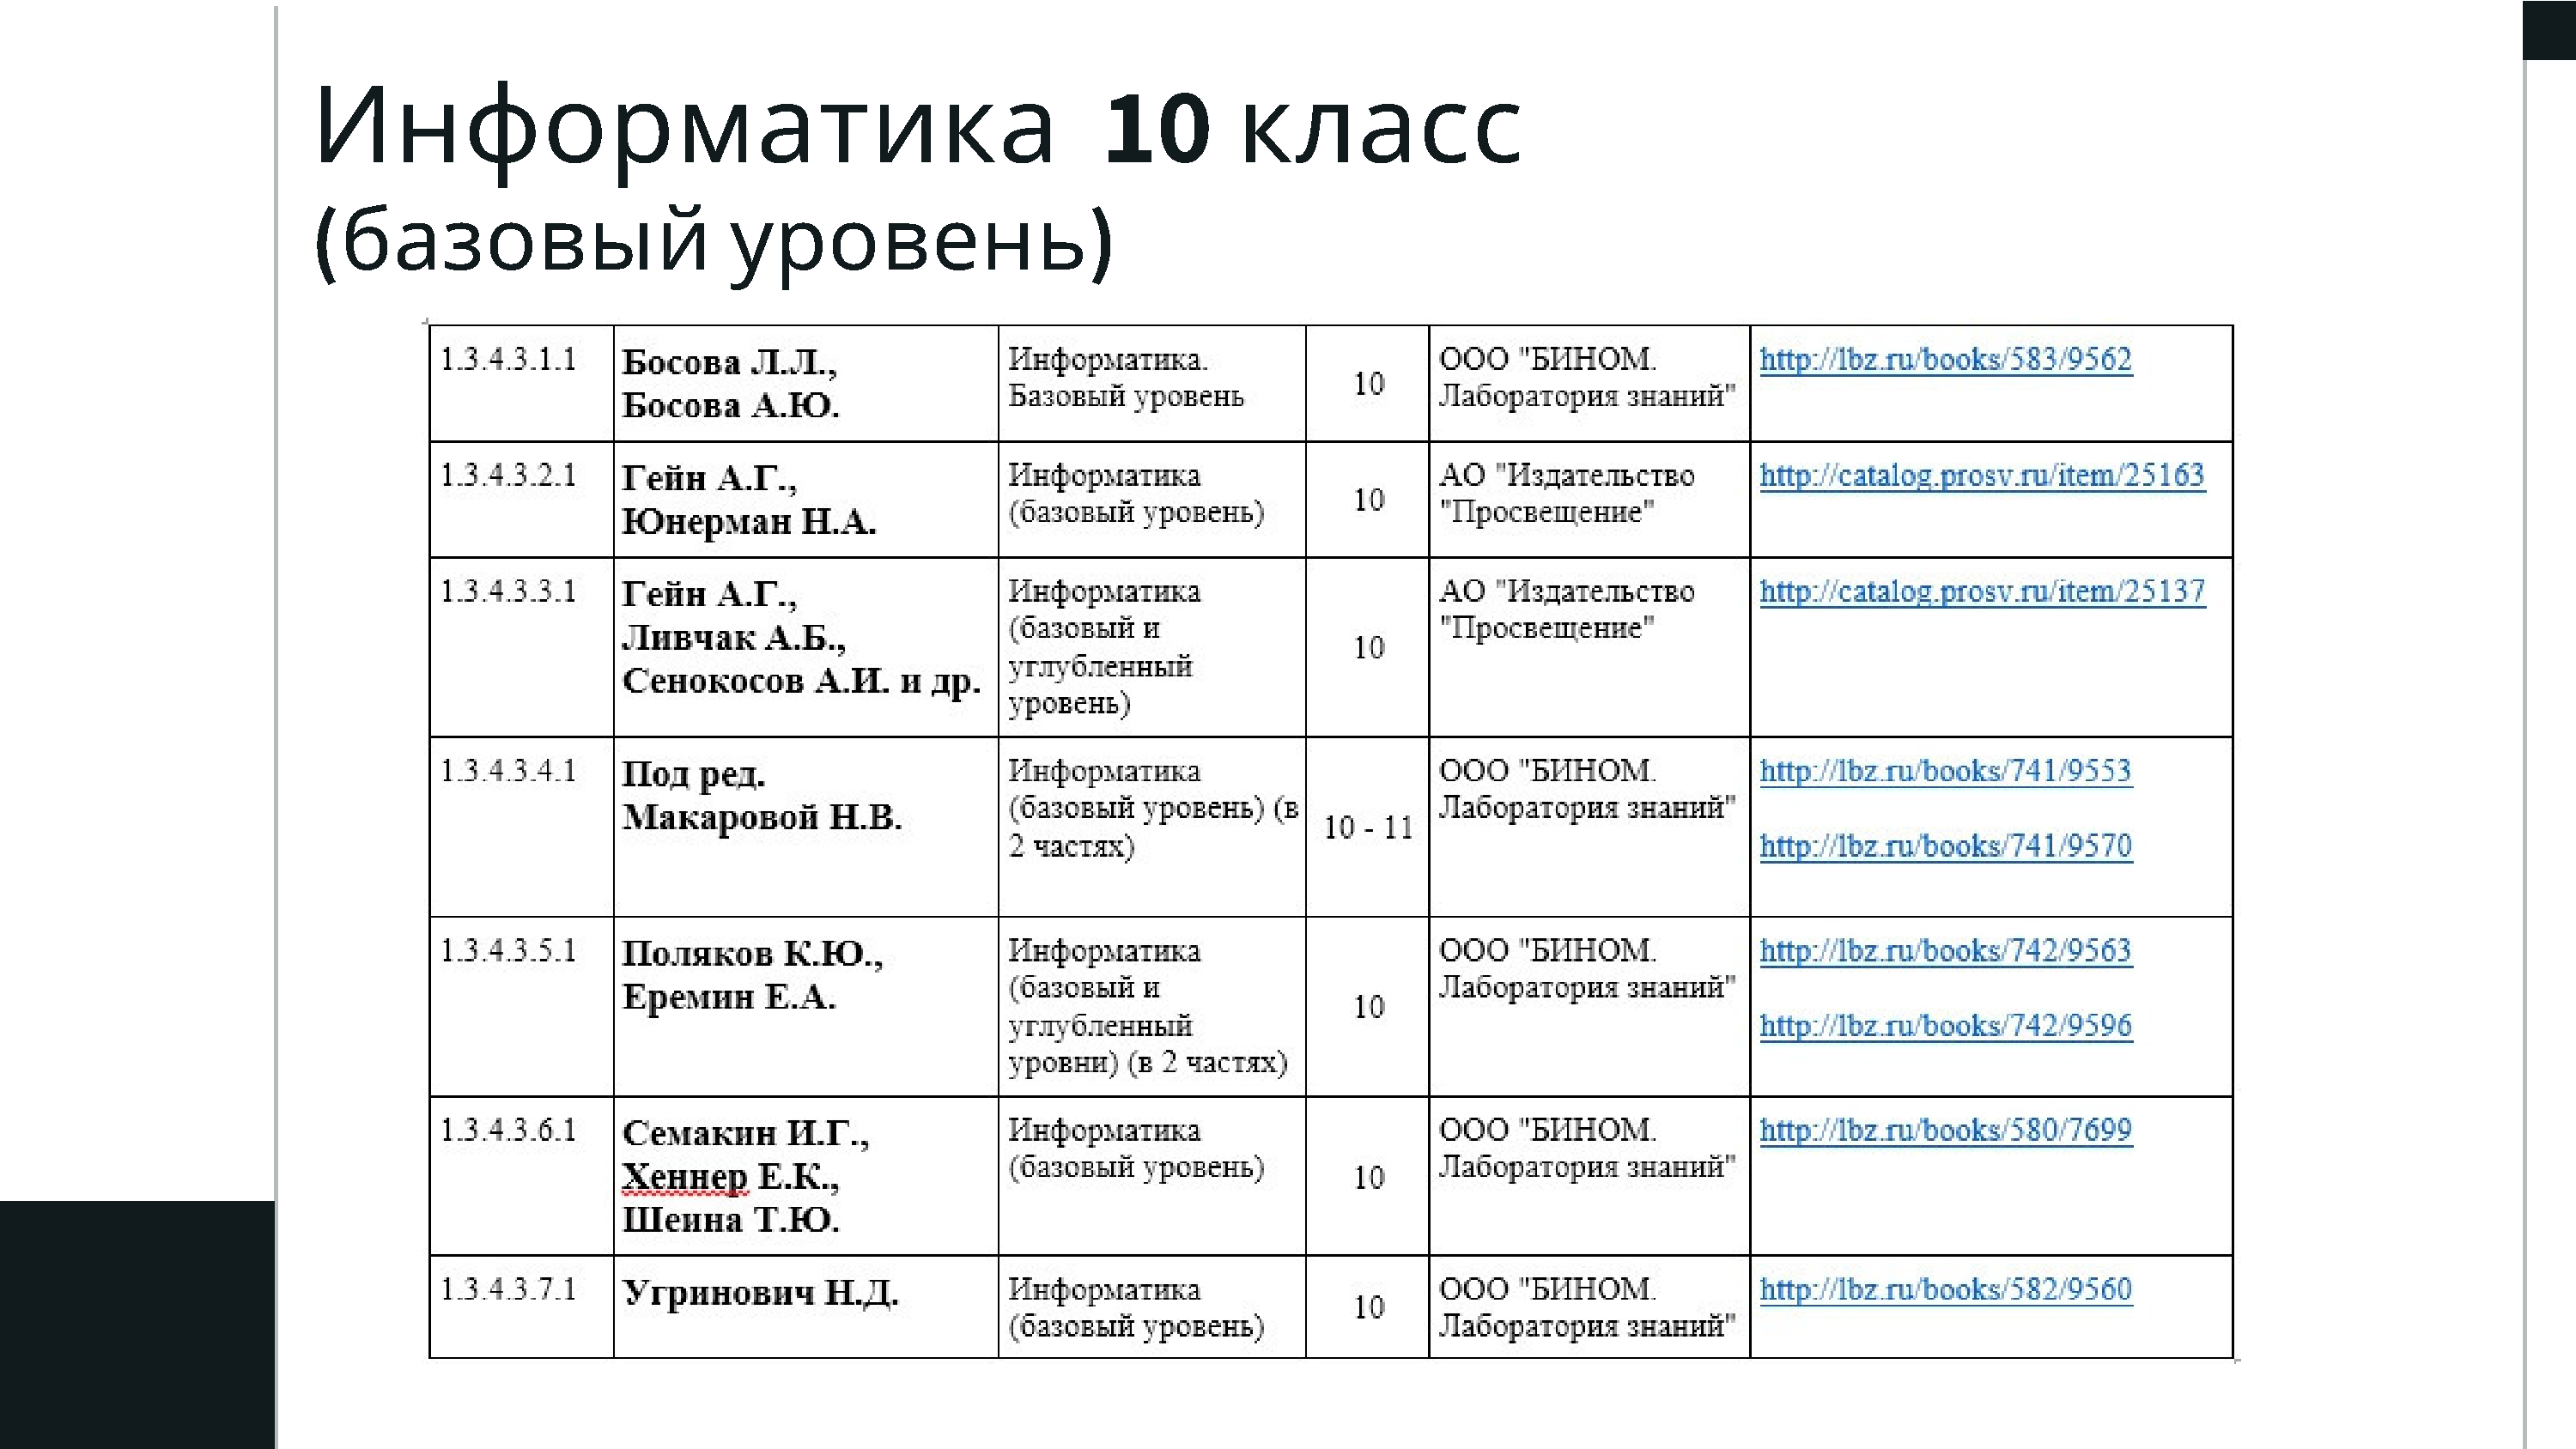 Информатика 10 класс
(базовый уровень)
1.3.4.3.1.1
Босова Л.Л.,
Босова А.Ю.
Информатика.
Базовый уровень
10
ООО "БИНОМ.
Лаборатория знаний"
http://lbz.ru/books/583/9562
1.3.4.3.2.1
Гейн А.Г.,
Юнерман Н.А.
Информатика
(базовый уровень)
10
АО "Издательство
"Просвещение"
http://catalog.prosv.ru/item/25163
1.3.4.3.3.1
Гейн А.Г.,
Ливчак А.Б.,
Сенокосов А.И. и др.
Информатика
(базовый и
углубленный
уровень)
10
АО "Издательство
"Просвещение"
http://catalog.prosv.ru/item/25137
1.3.4.3.4.1
Под ред.
Макаровой Н.В.
Информатика
(базовый уровень) (в
2 частях)
10 - 11
ООО "БИНОМ.
Лаборатория знаний"
http://lbz.ru/books/741/9553
http://lbz.ru/books/741/9570
1.3.4.3.5.1
Поляков К.Ю.,
Еремин Е.А.
Информатика
(базовый и
углубленный
уровни) (в 2 частях)
10
ООО "БИНОМ.
Лаборатория знаний"
http://lbz.ru/books/742/9563
http://lbz.ru/books/742/9596
1.3.4.3.6.1
Семакин И.Г.,
Хеннер Е.К.,
Шеина Т.Ю.
Информатика
(базовый уровень)
10
ООО "БИНОМ.
Лаборатория знаний"
http://lbz.ru/books/580/7699
1.3.4.3.7.1
Угринович Н.Д.
Информатика
(базовый уровень)
10
ООО "БИНОМ.
Лаборатория знаний"
http://lbz.ru/books/582/9560